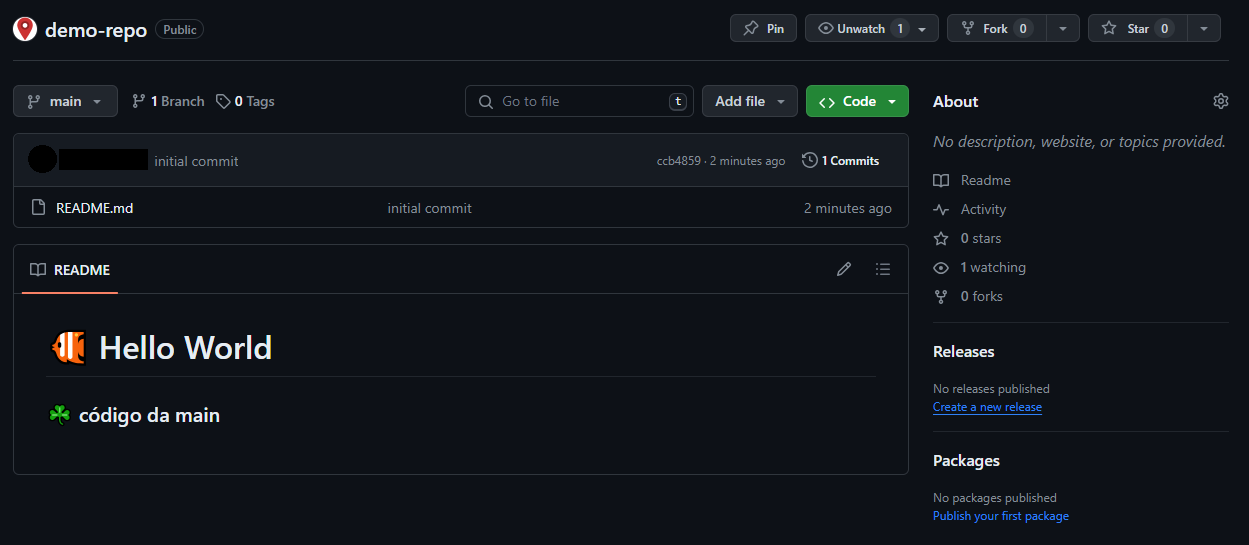 demo-repo Public Pin Unwatch 1 Fork 0 Star 0
main 1 Branch 0 Tags Go to file t Add file Code
initial commit ccb4859 · 2 minutes ago 1 Commits
README.md initial commit 2 minutes ago
README
Hello World
código da main
About
No description, website, or topics provided.
Readme
Activity
0 stars
1 watching
0 forks
Releases
No releases published
Create a new release
Packages
No packages published
Publish your first package